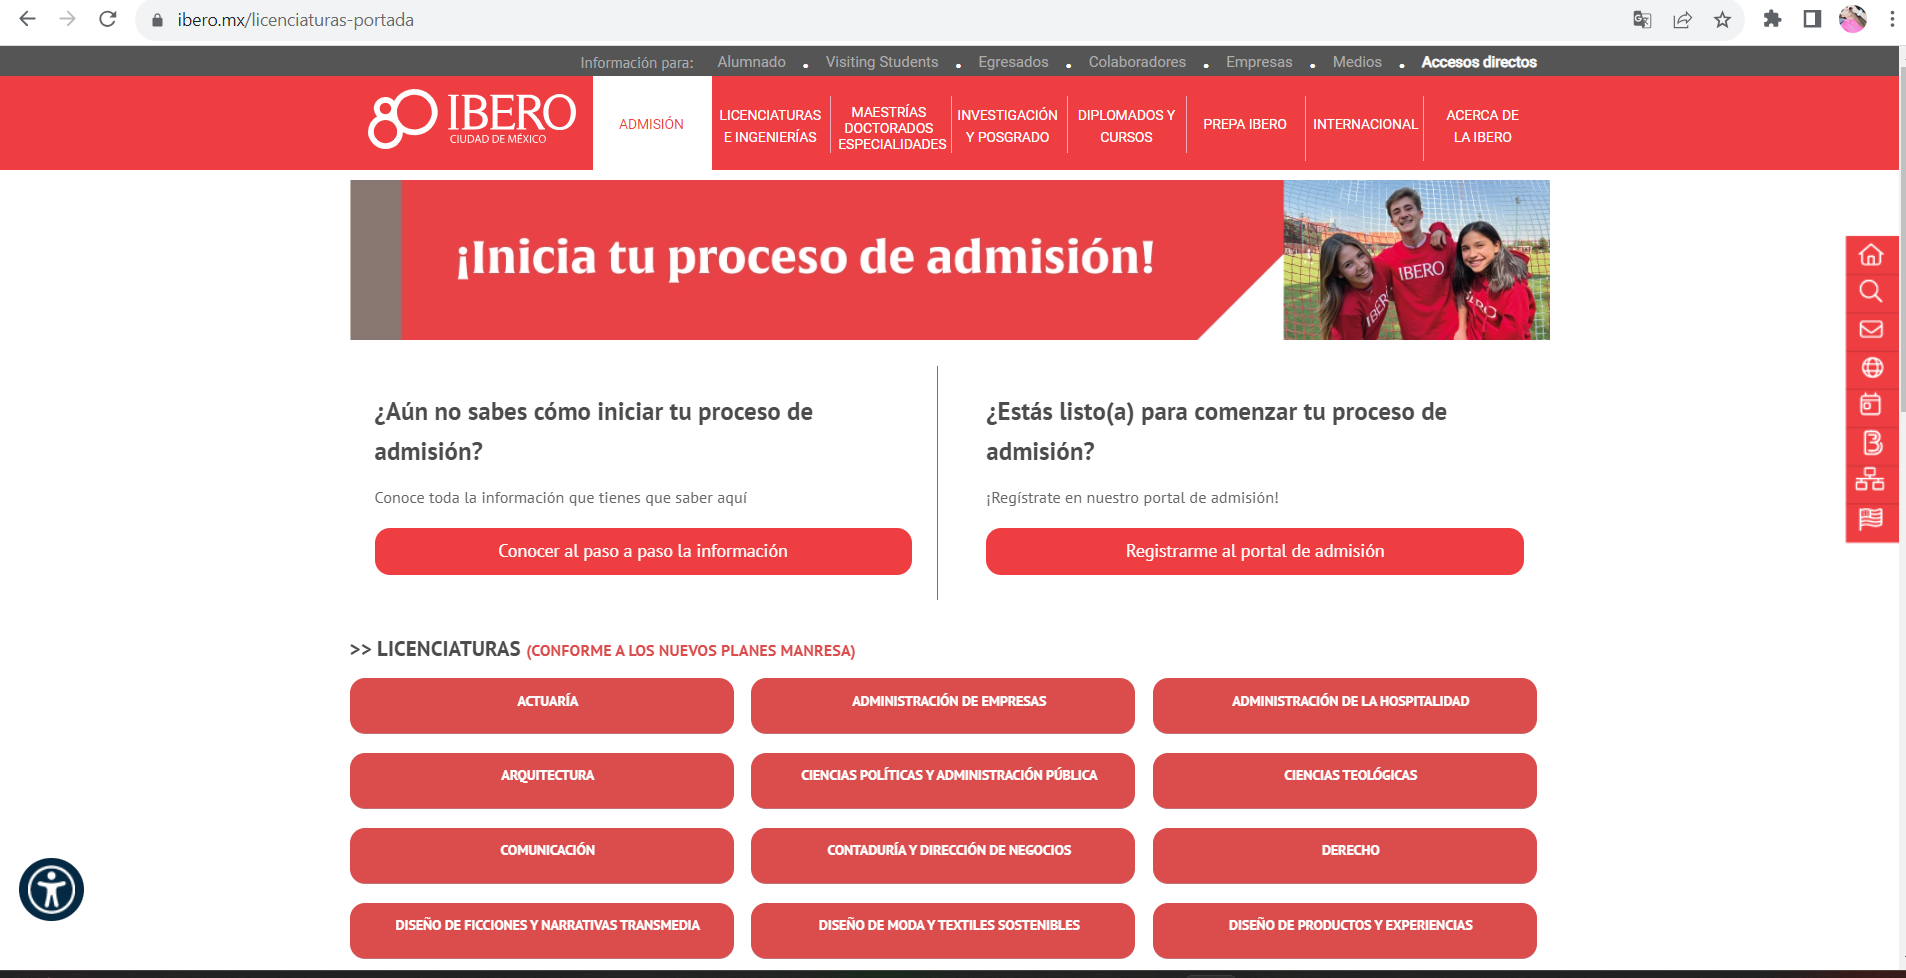 ibero.mx/licenciaturas-portada
Información para: Alumnado . Visiting Students . Egresados . Colaboradores . Empresas . Medios . Accesos directos
80 IBERO
CIUDAD DE MÉXICO
ADMISIÓN
LICENCIATURAS
E INGENIERÍAS
MAESTRÍAS
DOCTORADOS
ESPECIALIDADES
INVESTIGACIÓN
Y POSGRADO
DIPLOMADOS Y
CURSOS
PREPA IBERO
INTERNACIONAL
ACERCA DE
LA IBERO
¡Inicia tu proceso de admisión!
IBERO
IBERO
IBERO
¿Aún no sabes cómo iniciar tu proceso de
admisión?
Conoce toda la información que tienes que saber aquí
Conocer al paso a paso la información
¿Estás listo(a) para comenzar tu proceso de
admisión?
¡Regístrate en nuestro portal de admisión!
Registrarme al portal de admisión
>> LICENCIATURAS (CONFORME A LOS NUEVOS PLANES MANRESA)
ACTUARÍA
ADMINISTRACIÓN DE EMPRESAS
ADMINISTRACIÓN DE LA HOSPITALIDAD
ARQUITECTURA
CIENCIAS POLÍTICAS Y ADMINISTRACIÓN PÚBLICA
CIENCIAS TEOLÓGICAS
COMUNICACIÓN
CONTADURÍA Y DIRECCIÓN DE NEGOCIOS
DERECHO
DISEÑO DE FICCIONES Y NARRATIVAS TRANSMEDIA
DISEÑO DE MODA Y TEXTILES SOSTENIBLES
DISEÑO DE PRODUCTOS Y EXPERIENCIAS